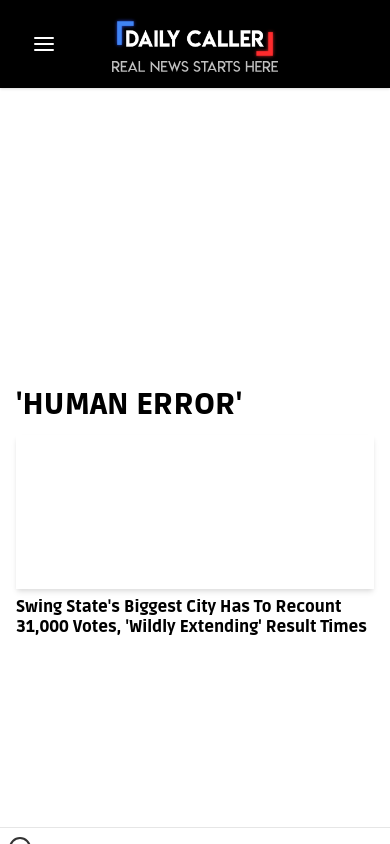 DAILY CALLER
REAL NEWS STARTS HERE
'HUMAN ERROR'
Swing State's Biggest City Has To Recount
31,000 Votes, 'Wildly Extending' Result Times